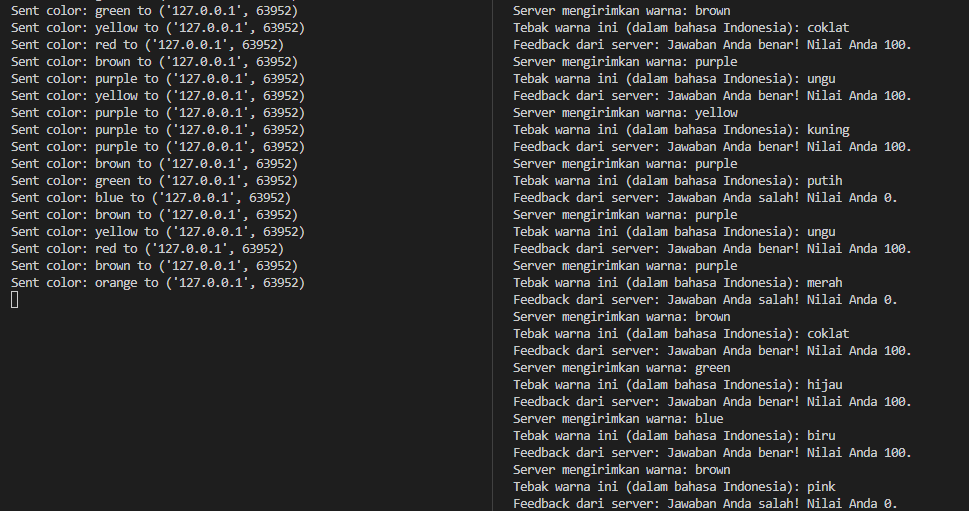 Sent color: green to ('127.0.0.1', 63952)
Sent color: yellow to ('127.0.0.1', 63952)
Sent color: red to ('127.0.0.1', 63952)
Sent color: brown to ('127.0.0.1', 63952)
Sent color: purple to ('127.0.0.1', 63952)
Sent color: yellow to ('127.0.0.1', 63952)
Sent color: purple to ('127.0.0.1', 63952)
Sent color: purple to ('127.0.0.1', 63952)
Sent color: purple to ('127.0.0.1', 63952)
Sent color: brown to ('127.0.0.1', 63952)
Sent color: green to ('127.0.0.1', 63952)
Sent color: blue to ('127.0.0.1', 63952)
Sent color: brown to ('127.0.0.1', 63952)
Sent color: yellow to ('127.0.0.1', 63952)
Sent color: red to ('127.0.0.1', 63952)
Sent color: brown to ('127.0.0.1', 63952)
Sent color: orange to ('127.0.0.1', 63952)
Server mengirimkan warna: brown
Tebak warna ini (dalam bahasa Indonesia): coklat
Feedback dari server: Jawaban Anda benar! Nilai Anda 100.
Server mengirimkan warna: purple
Tebak warna ini (dalam bahasa Indonesia): ungu
Feedback dari server: Jawaban Anda benar! Nilai Anda 100.
Server mengirimkan warna: yellow
Tebak warna ini (dalam bahasa Indonesia): kuning
Feedback dari server: Jawaban Anda benar! Nilai Anda 100.
Server mengirimkan warna: purple
Tebak warna ini (dalam bahasa Indonesia): putih
Feedback dari server: Jawaban Anda salah! Nilai Anda 0.
Server mengirimkan warna: purple
Tebak warna ini (dalam bahasa Indonesia): ungu
Feedback dari server: Jawaban Anda benar! Nilai Anda 100.
Server mengirimkan warna: purple
Tebak warna ini (dalam bahasa Indonesia): merah
Feedback dari server: Jawaban Anda salah! Nilai Anda 0.
Server mengirimkan warna: brown
Tebak warna ini (dalam bahasa Indonesia): coklat
Feedback dari server: Jawaban Anda benar! Nilai Anda 100.
Server mengirimkan warna: green
Tebak warna ini (dalam bahasa Indonesia): hijau
Feedback dari server: Jawaban Anda benar! Nilai Anda 100.
Server mengirimkan warna: blue
Tebak warna ini (dalam bahasa Indonesia): biru
Feedback dari server: Jawaban Anda benar! Nilai Anda 100.
Server mengirimkan warna: brown
Tebak warna ini (dalam bahasa Indonesia): pink
Feedback dari server: Jawaban Anda salah! Nilai Anda 0.